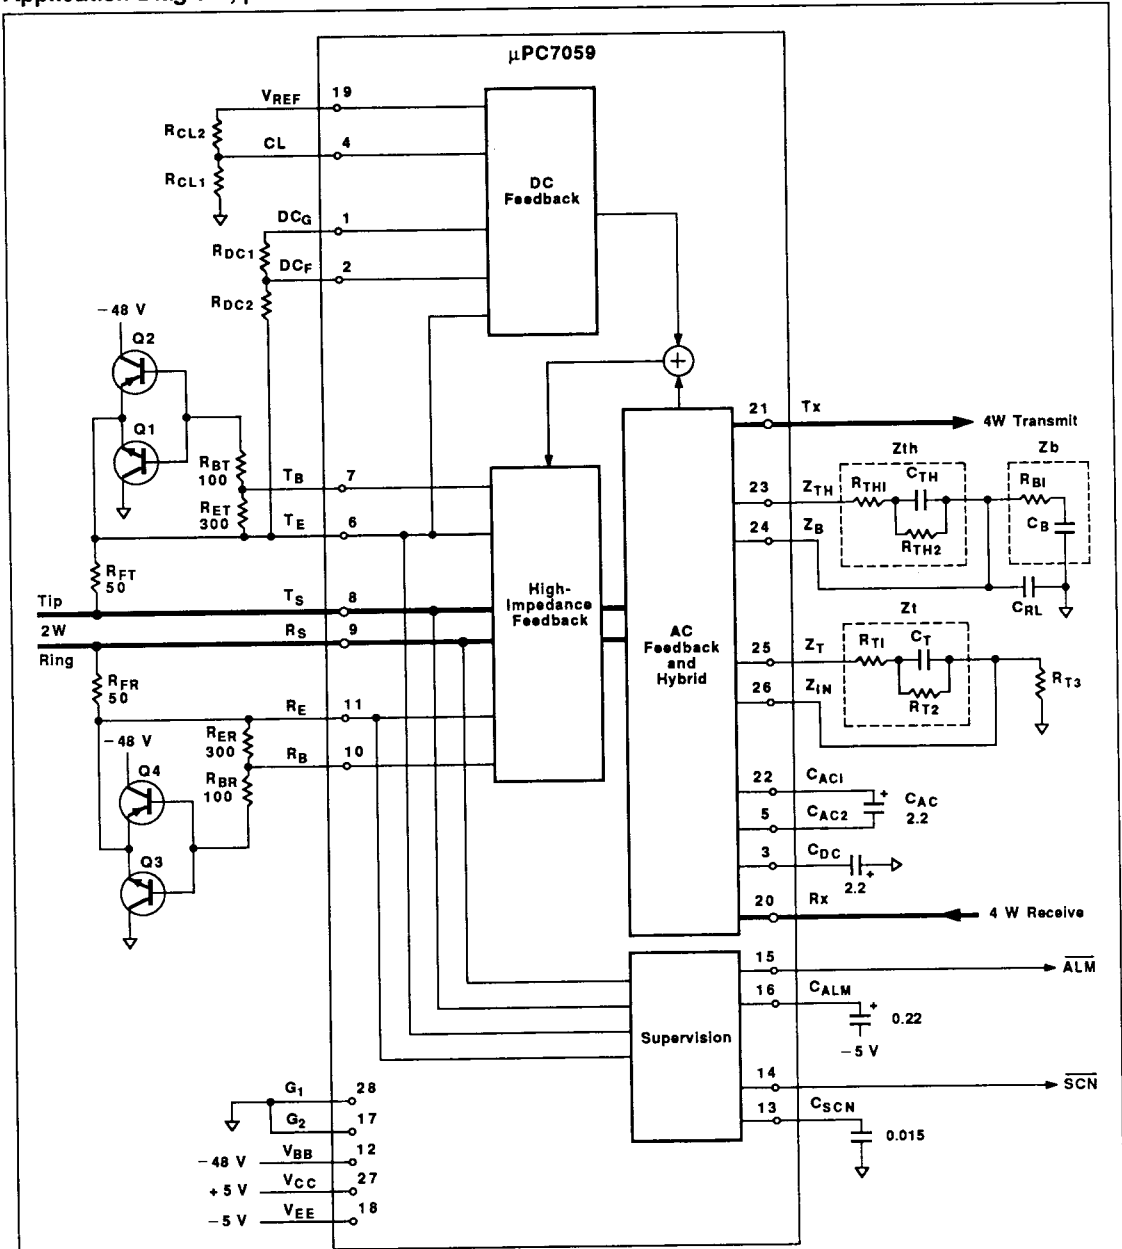 Application
μPC7059
VREF 19
RCL2
CL 4
RCL1
DC Feedback
DCG 1
RDC1
DCF 2
RDC2
−48 V
Q2
Q1
RBT 100
TB 7
RET 300
TE 6
RFT 50
Tip
TS 8
2W
RS 9
Ring
RFR 50
RE 11
RER 300
−48 V
RB 10
Q4
RBR 100
Q3
High-Impedance Feedback
+
AC Feedback and Hybrid
21 Tx
4W Transmit
Zth
Zb
23 ZTH
RTH1
CTH
RTH2
RB1
CB
24 ZB
CRL
Zt
25 ZT
RT1
CT
RT2
RT3
26 ZIN
22 CAC1
+
CAC 2.2
5 CAC2
3 CDC
+
2.2
20 Rx
4 W Receive
Supervision
15
ALM
16 CALM
+
0.22
−5 V
14
SCN
13 CSCN
0.015
G1 28
G2 17
−48 V VBB 12
+5 V VCC 27
−5 V VEE 18